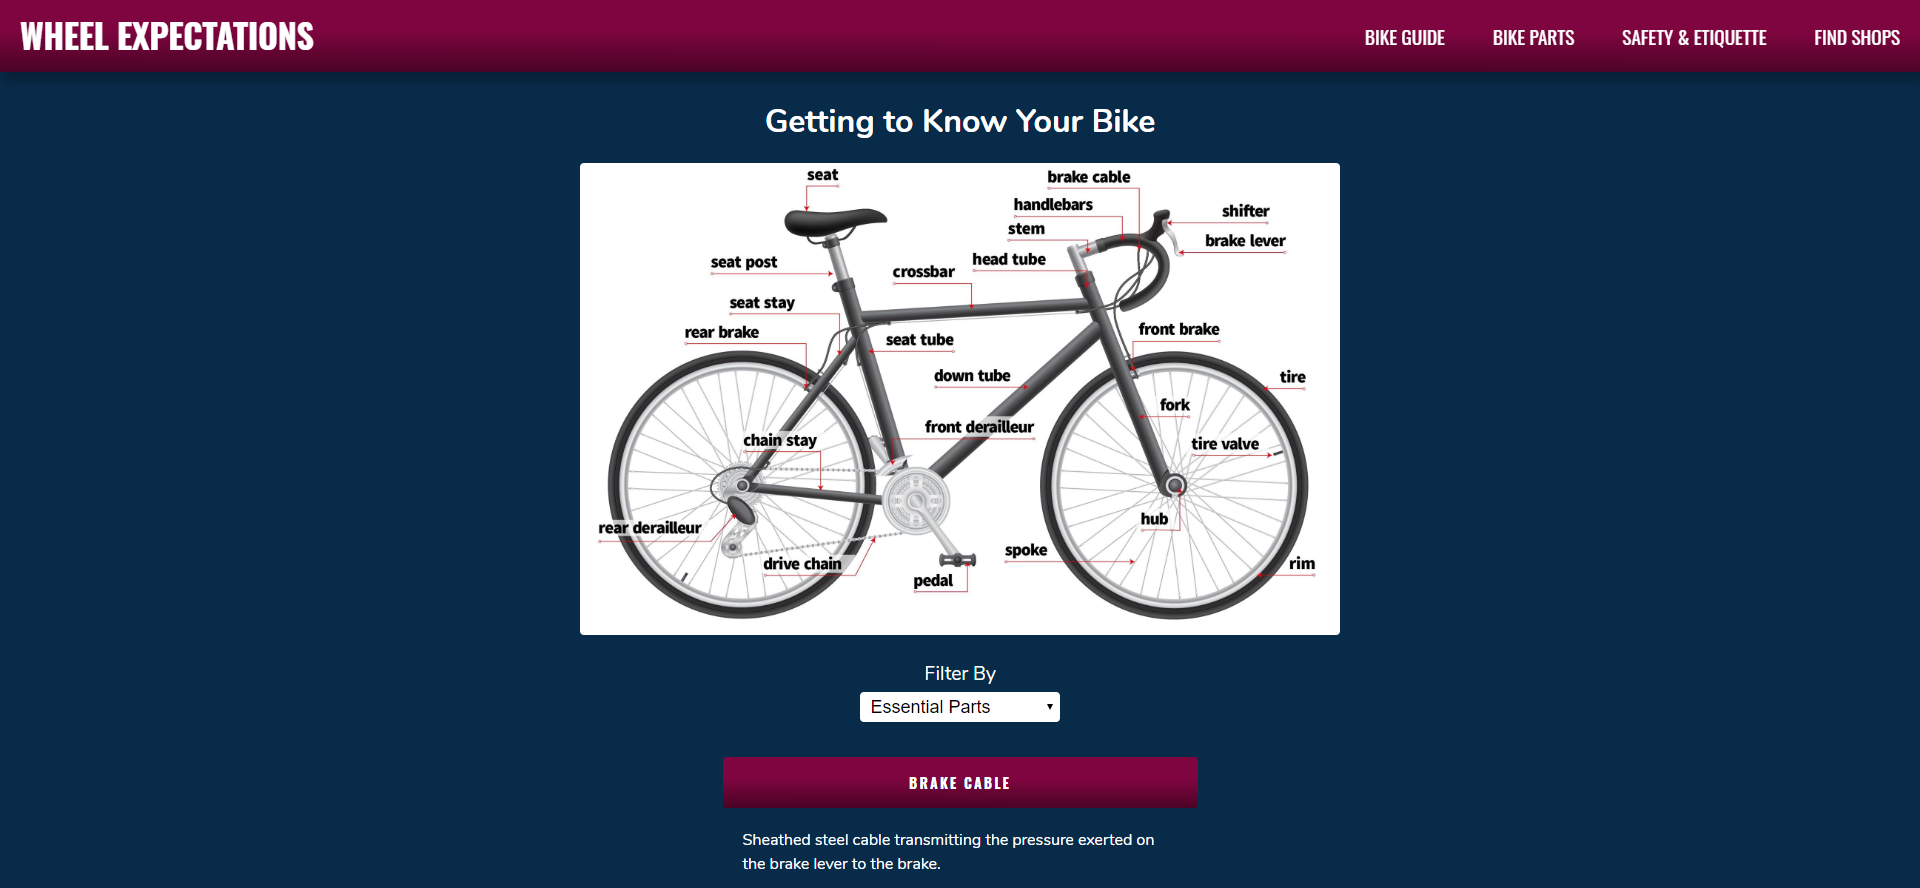 WHEEL EXPECTATIONS
BIKE GUIDE
BIKE PARTS
SAFETY & ETIQUETTE
FIND SHOPS
Getting to Know Your Bike
seat
brake cable
handlebars
shifter
stem
brake lever
seat post
crossbar
head tube
seat stay
rear brake
seat tube
front brake
down tube
tire
fork
front derailleur
chain stay
tire valve
rear derailleur
hub
spoke
drive chain
rim
pedal
Filter By
Essential Parts
BRAKE CABLE
Sheathed steel cable transmitting the pressure exerted on
the brake lever to the brake.